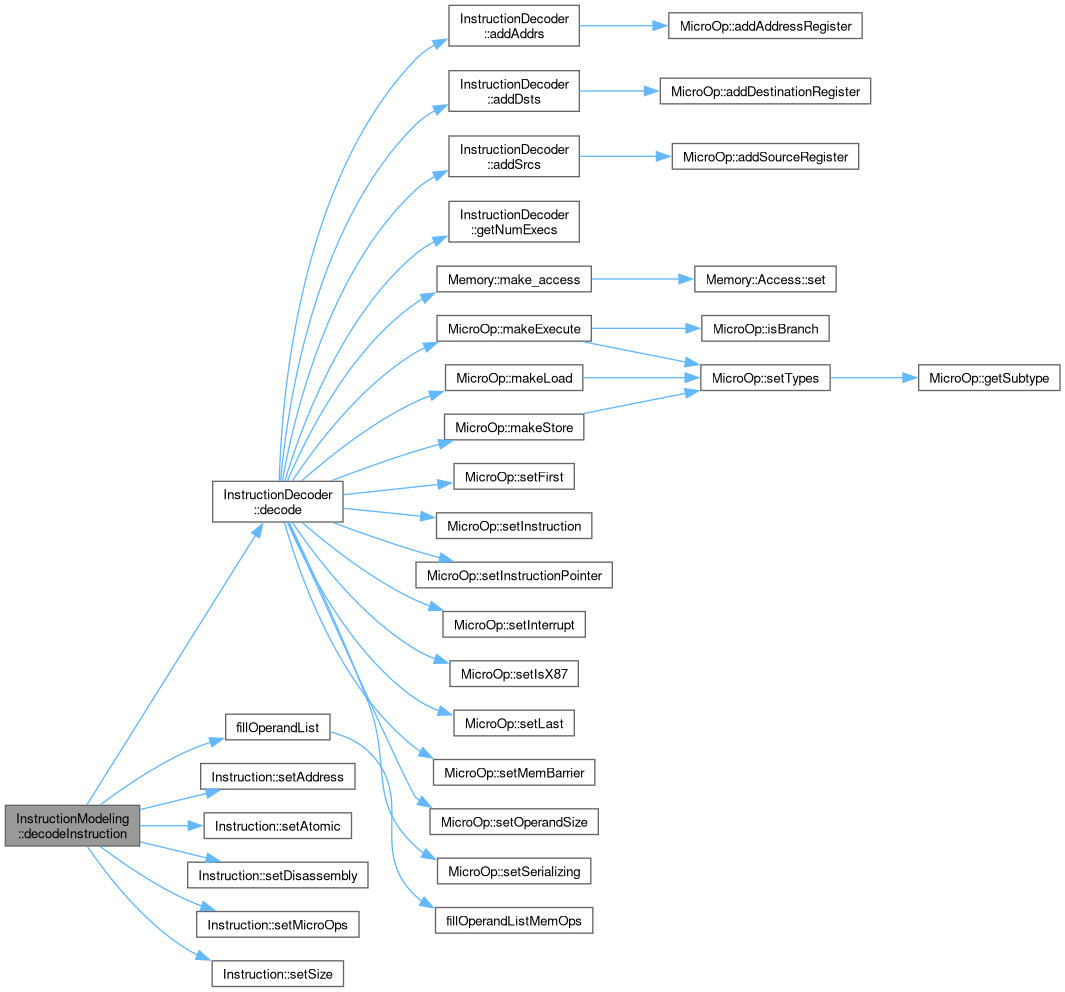 InstructionDecoder
::addAddrs
MicroOp::addAddressRegister
InstructionDecoder
::addDsts
MicroOp::addDestinationRegister
InstructionDecoder
::addSrcs
MicroOp::addSourceRegister
InstructionDecoder
::getNumExecs
Memory::make_access
Memory::Access::set
MicroOp::makeExecute
MicroOp::isBranch
MicroOp::makeLoad
MicroOp::setTypes
MicroOp::getSubtype
MicroOp::makeStore
MicroOp::setFirst
InstructionDecoder
::decode
MicroOp::setInstruction
MicroOp::setInstructionPointer
MicroOp::setInterrupt
MicroOp::setIsX87
MicroOp::setLast
fillOperandList
MicroOp::setMemBarrier
Instruction::setAddress
InstructionModeling
::decodeInstruction
Instruction::setAtomic
MicroOp::setOperandSize
Instruction::setDisassembly
MicroOp::setSerializing
Instruction::setMicroOps
fillOperandListMemOps
Instruction::setSize